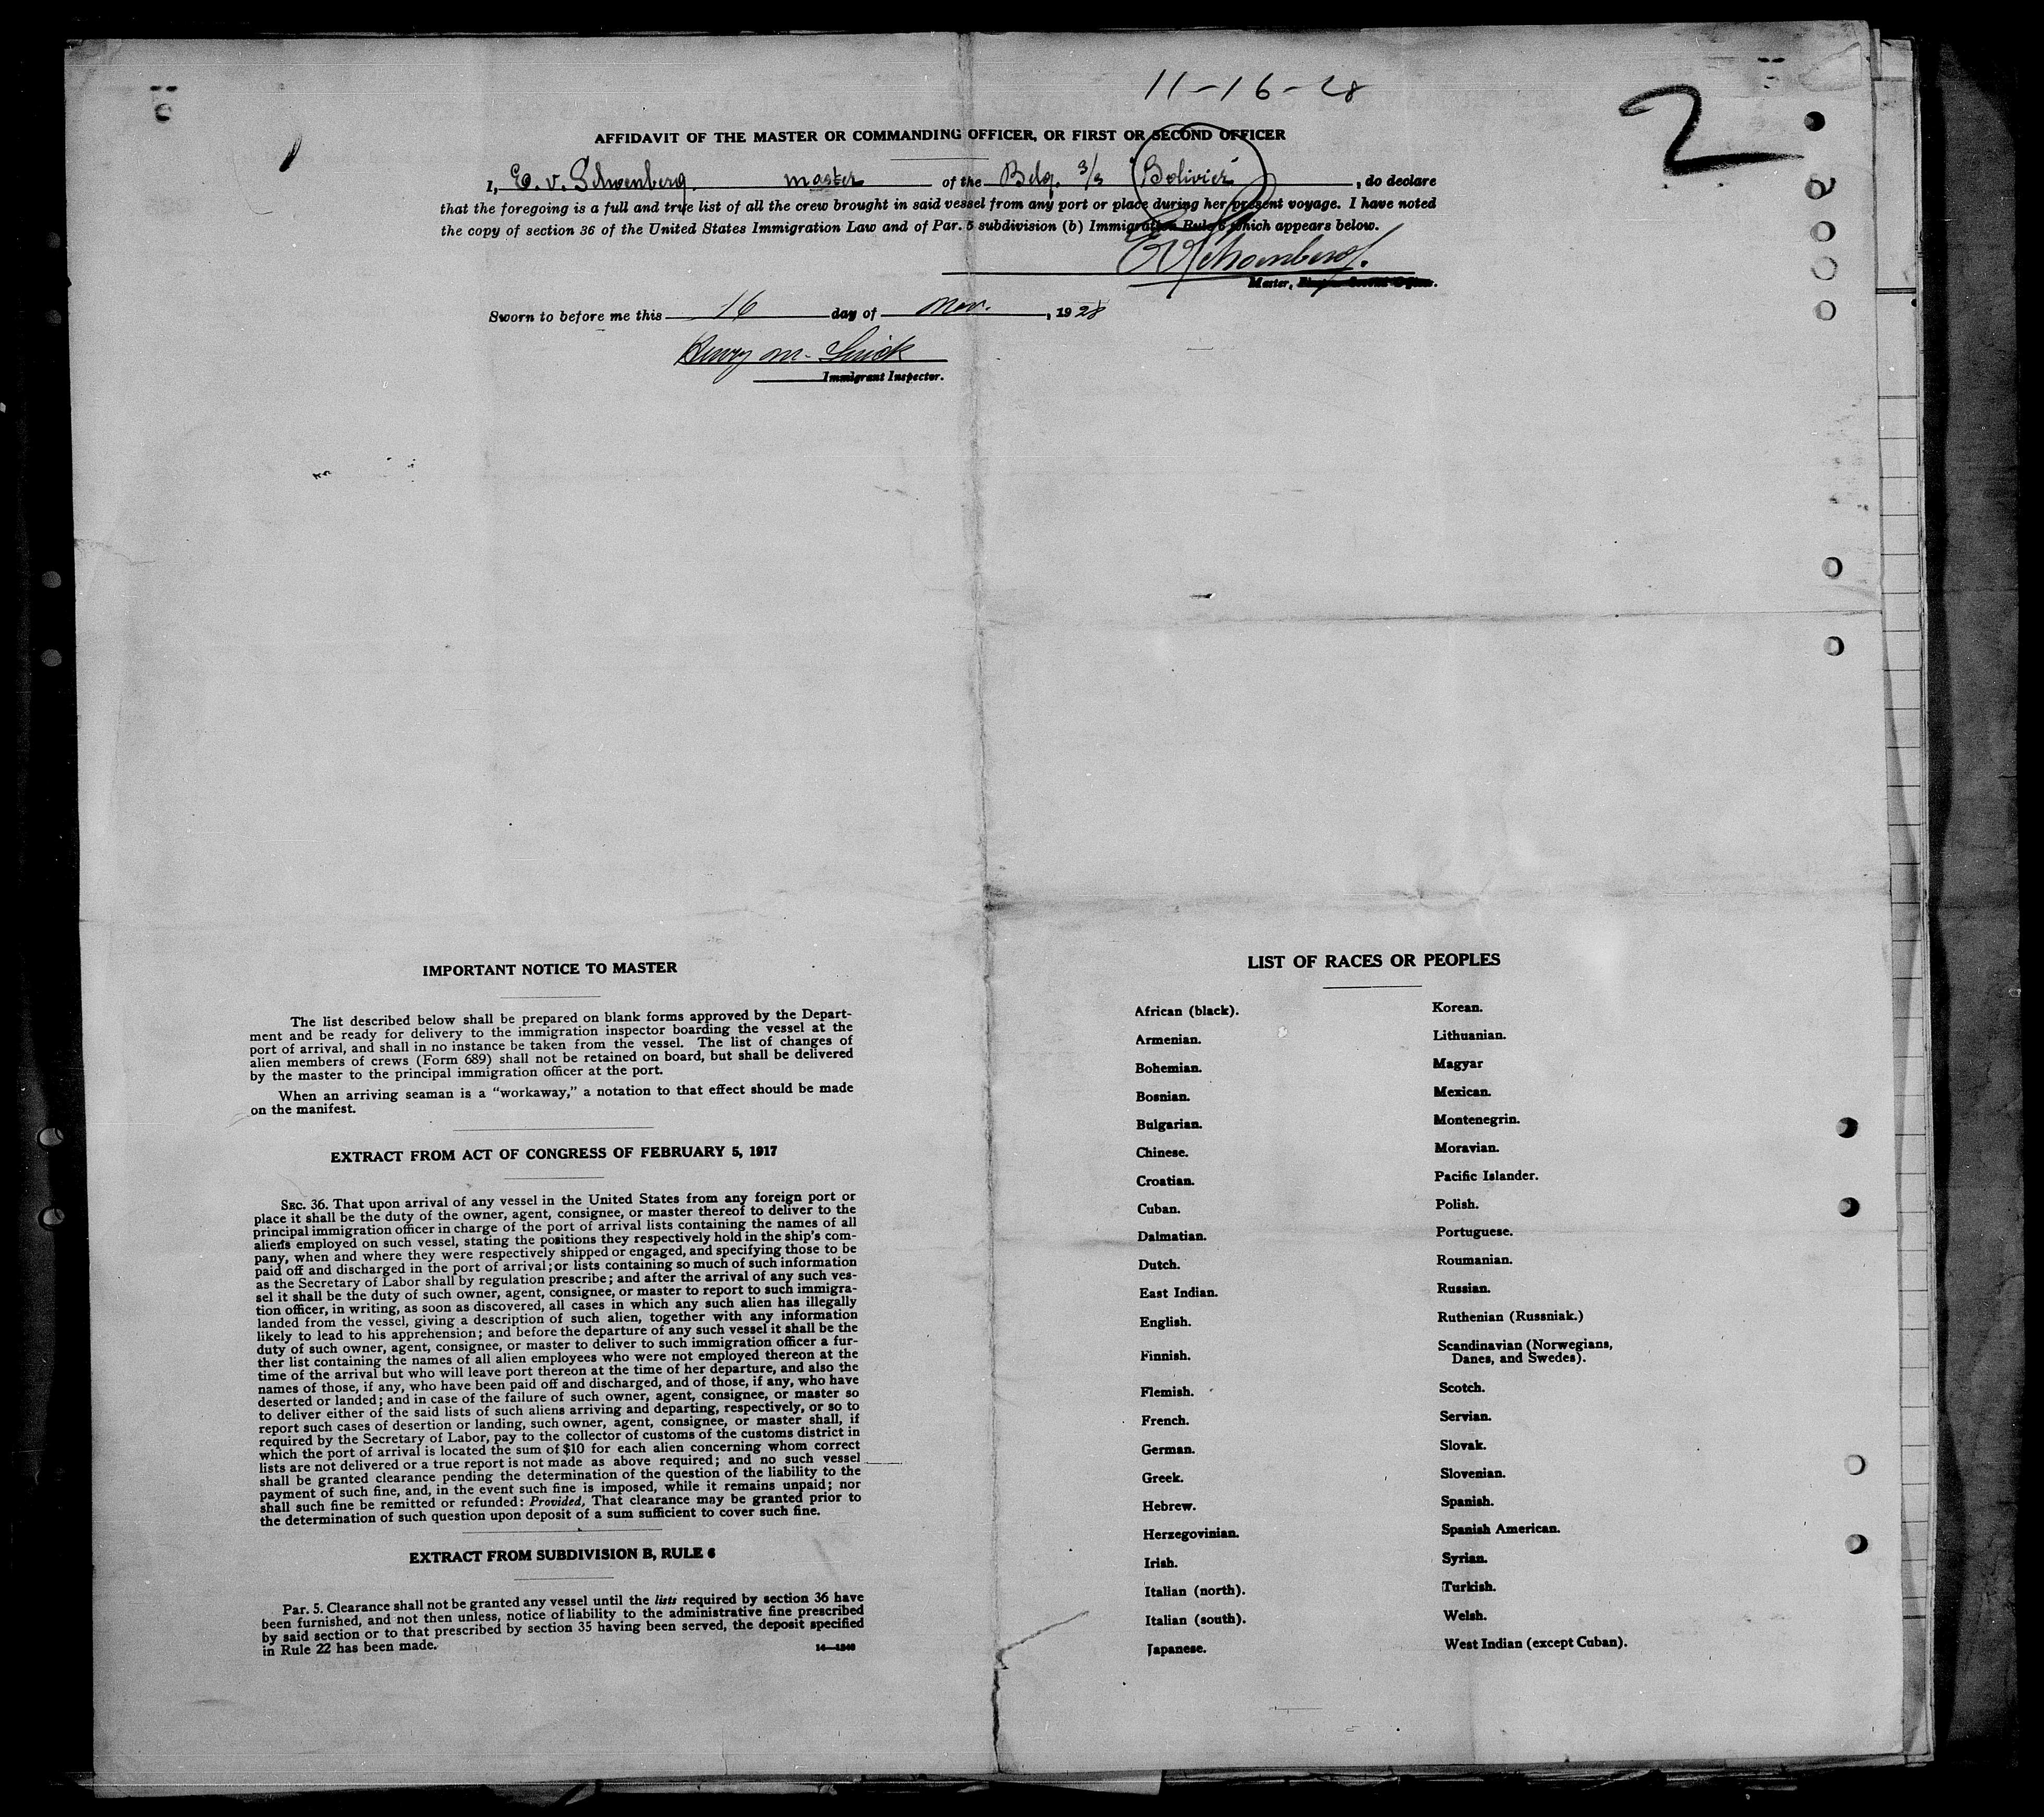 11-16-28
2
AFFIDAVIT OF THE MASTER OR COMMANDING OFFICER, OR FIRST OR SECOND OFFICER
I, E. v. Schoenberg. master of the Belg. S/S "Bolivier", do declare
that the foregoing is a full and true list of all the crew brought in said vessel from any port or place during her present voyage. I have noted
the copy of section 36 of the United States Immigration Law and of Par. 5 subdivision (b) Immigration Rule 6 which appears below.
Master,
Sworn to before me this 16 day of Nov., 1928
Henry M.
Immigrant Inspector.
IMPORTANT NOTICE TO MASTER
The list described below shall be prepared on blank forms approved by the Depart-
ment and be ready for delivery to the immigration inspector boarding the vessel at the
port of arrival, and shall in no instance be taken from the vessel. The list of changes of
alien members of crews (Form 689) shall not be retained on board, but shall be delivered
by the master to the principal immigration officer at the port.
When an arriving seaman is a "workaway," a notation to that effect should be made
on the manifest.
EXTRACT FROM ACT OF CONGRESS OF FEBRUARY 5, 1917
SEC. 36. That upon arrival of any vessel in the United States from any foreign port or
place it shall be the duty of the owner, agent, consignee, or master thereof to deliver to the
principal immigration officer in charge of the port of arrival lists containing the names of all
aliens employed on such vessel, stating the positions they respectively hold in the ship's com-
pany, when and where they were respectively shipped or engaged, and specifying those to be
paid off and discharged in the port of arrival; or lists containing so much of such information
as the Secretary of Labor shall by regulation prescribe; and after the arrival of any such ves-
sel it shall be the duty of such owner, agent, consignee, or master to report to such immigra-
tion officer, in writing, as soon as discovered, all cases in which any such alien has illegally
landed from the vessel, giving a description of such alien, together with any information
likely to lead to his apprehension; and before the departure of any such vessel it shall be the
duty of such owner, agent, consignee, or master to deliver to such immigration officer a fur-
ther list containing the names of all alien employees who were not employed thereon at the
time of the arrival but who will leave port thereon at the time of her departure, and also the
names of those, if any, who have been paid off and discharged, and of those, if any, who have
deserted or landed; and in case of the failure of such owner, agent, consignee, or master so
to deliver either of the said lists of such aliens arriving and departing, respectively, or so to
report such cases of desertion or landing, such owner, agent, consignee, or master shall, if
required by the Secretary of Labor, pay to the collector of customs of the customs district in
which the port of arrival is located the sum of $10 for each alien concerning whom correct
lists are not delivered or a true report is not made as above required; and no such vessel
shall be granted clearance pending the determination of the question of the liability to the
payment of such fine, and, in the event such fine is imposed, while it remains unpaid; nor
shall such fine be remitted or refunded: Provided, That clearance may be granted prior to
the determination of such question upon deposit of a sum sufficient to cover such fine.
EXTRACT FROM SUBDIVISION B, RULE 6
Par. 5. Clearance shall not be granted any vessel until the lists required by section 36 have
been furnished, and not then unless, notice of liability to the administrative fine prescribed
by said section or to that prescribed by section 35 having been served, the deposit specified
in Rule 22 has been made.
LIST OF RACES OR PEOPLES
African (black).
Armenian.
Bohemian.
Bosnian.
Bulgarian.
Chinese.
Croatian.
Cuban.
Dalmatian.
Dutch.
East Indian.
English.
Finnish.
Flemish.
French.
German.
Greek.
Hebrew.
Herzegovinian.
Irish.
Italian (north).
Italian (south).
Japanese.
Korean.
Lithuanian.
Magyar
Mexican.
Montenegrin.
Moravian.
Pacific Islander.
Polish.
Portuguese.
Roumanian.
Russian.
Ruthenian (Russniak.)
Scandinavian (Norwegians,
Danes, and Swedes).
Scotch.
Servian.
Slovak.
Slovenian.
Spanish.
Spanish American.
Syrian.
Turkish.
Welsh.
West Indian (except Cuban).